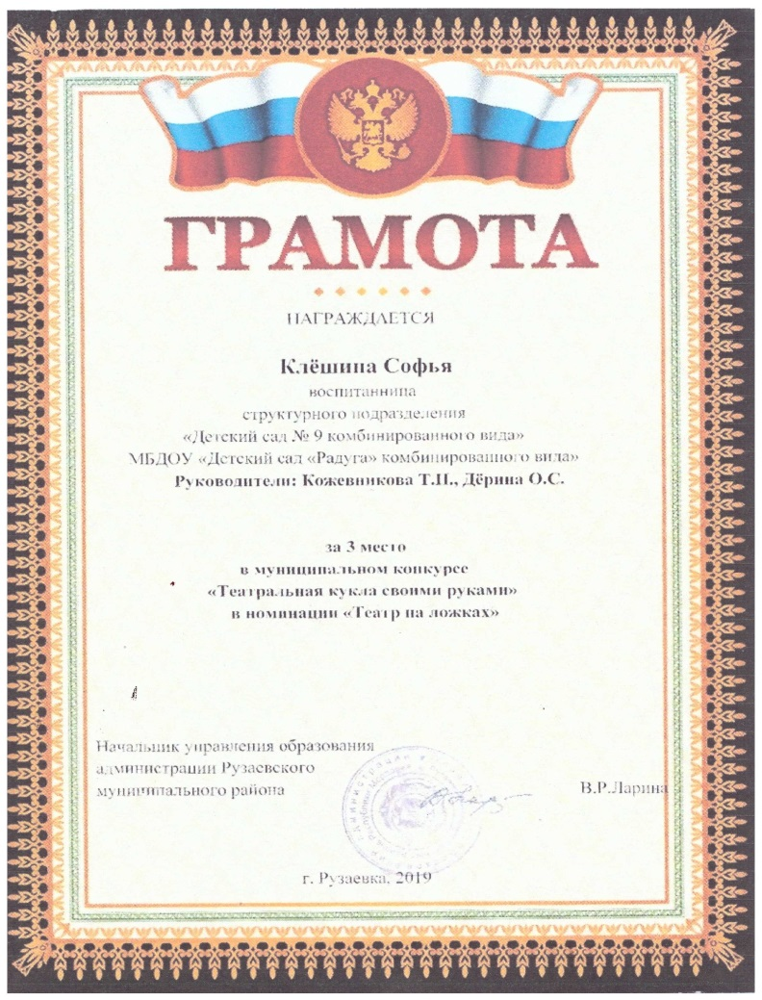 ГРАМОТА
НАГРАЖДАЕТСЯ
Клёшина Софья
воспитанница
структурного подразделения
«Детский сад № 9 комбинированного вида»
МБДОУ «Детский сад «Радуга» комбинированного вида»
Руководители: Кожевникова Т.П., Дёрина О.С.
за 3 место
в муниципальном конкурсе
«Театральная кукла своими руками»
в номинации «Театр на ложках»
Начальник управления образования
администрации Рузаевского
муниципального района
В.Р.Ларина
г. Рузаевка, 2019